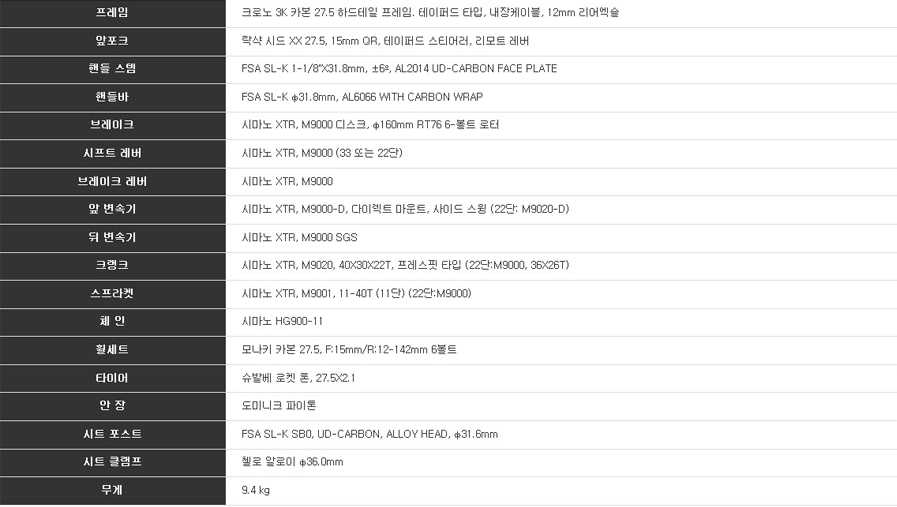 프레임 크로노 3K 카본 27.5 하드테일 프레임. 테이퍼드 타입, 내장케이블, 12mm 리어엑슬
앞포크 락샥 시드 XX 27.5, 15mm QR, 테이퍼드 스티어러, 리모트 레버
핸들 스템 FSA SL-K 1-1/8"X31.8mm, ±6º, AL2014 UD-CARBON FACE PLATE
핸들바 FSA SL-K φ31.8mm, AL6066 WITH CARBON WRAP
브레이크 시마노 XTR, M9000 디스크, φ160mm RT76 6-볼트 로터
시프트 레버 시마노 XTR, M9000 (33 또는 22단)
브레이크 레버 시마노 XTR, M9000
앞 변속기 시마노 XTR, M9000-D, 다이렉트 마운트, 사이드 스윙 (22단: M9020-D)
뒤 변속기 시마노 XTR, M9000 SGS
크랭크 시마노 XTR, M9020, 40X30X22T, 프레스핏 타입 (22단:M9000, 36X26T)
스프라켓 시마노 XTR, M9001, 11-40T (11단) (22단:M9000)
체 인 시마노 HG900-11
휠세트 모나키 카본 27.5, F:15mm/R:12-142mm 6볼트
타이어 슈발베 로켓 론, 27.5X2.1
안 장 도미니크 파이톤
시트 포스트 FSA SL-K SB0, UD-CARBON, ALLOY HEAD, φ31.6mm
시트 클램프 첼로 알로이 φ36.0mm
무게 9.4 kg